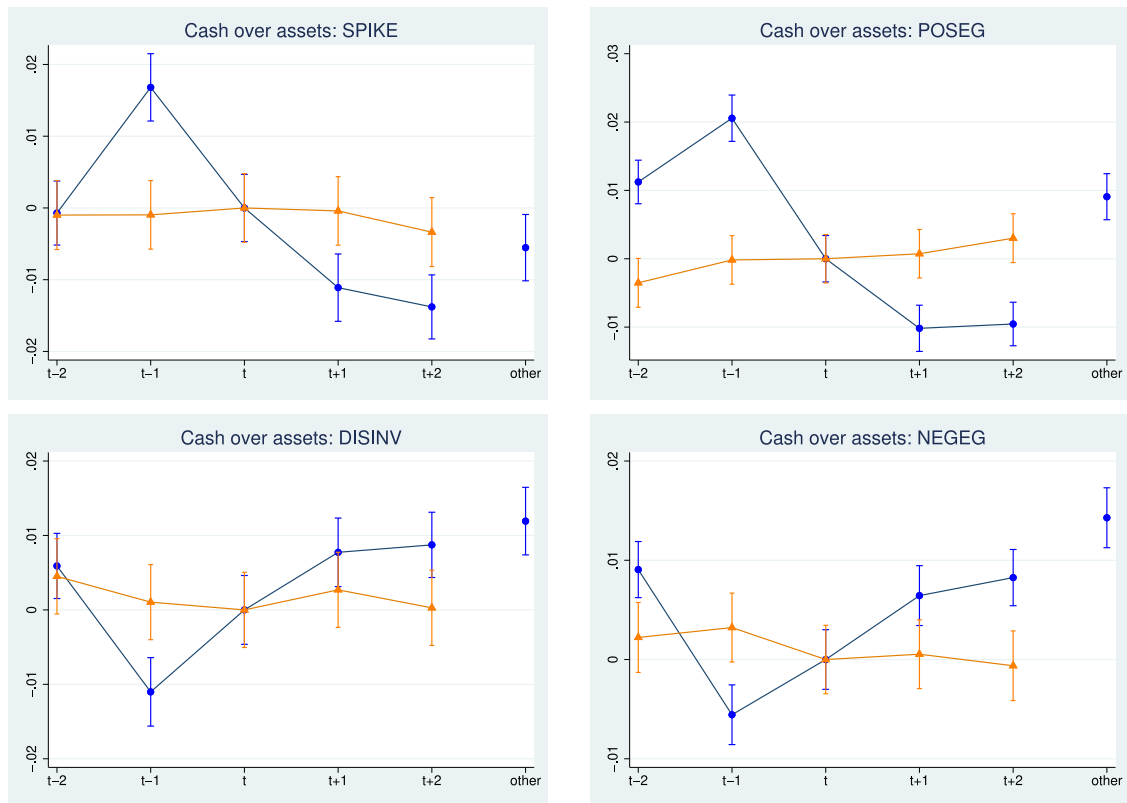 Cash over assets: SPIKE
.02
.01
0
–.01
–.02
t–2 t–1 t t+1 t+2 other
Cash over assets: POSEG
.03
.02
.01
0
–.01
t–2 t–1 t t+1 t+2 other
Cash over assets: DISINV
.02
.01
0
–.01
–.02
t–2 t–1 t t+1 t+2 other
Cash over assets: NEGEG
.02
.01
0
–.01
t–2 t–1 t t+1 t+2 other